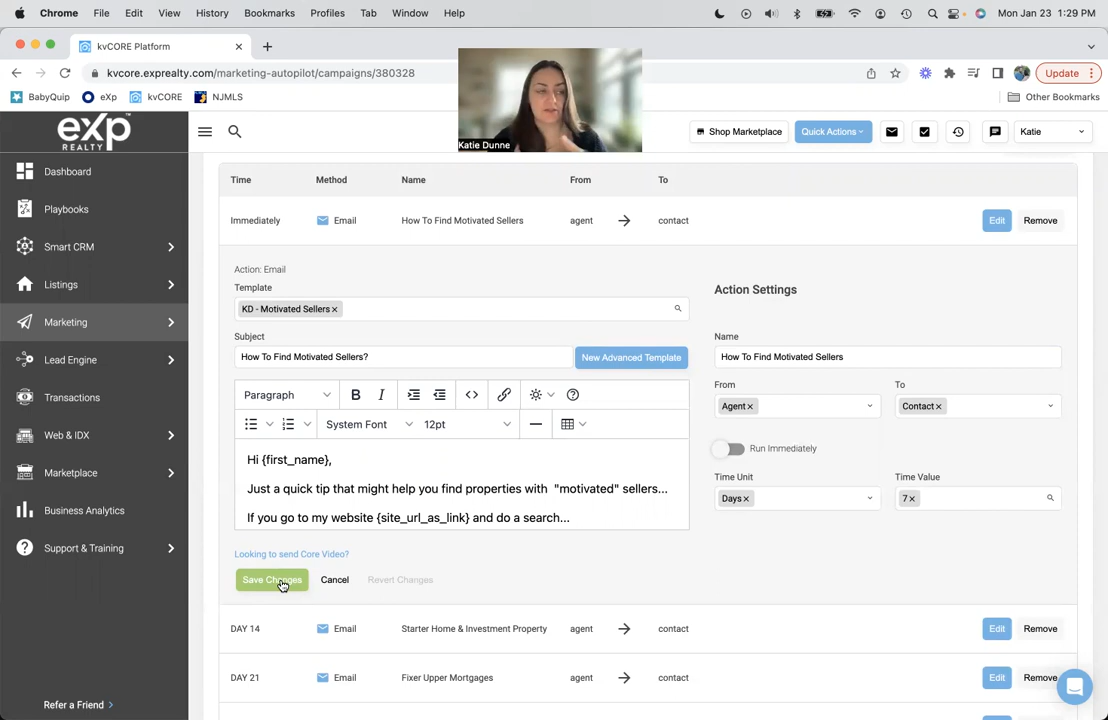 Chrome File Edit View History Bookmarks Profiles Tab Window Help Mon Jan 23 1:29 PM
kvCORE Platform
kvcore.exprealty.com/marketing-autopilot/campaigns/380328 Update
BabyQuip eXp kvCORE NJMLS Other Bookmarks
Katie Dunne
eXp REALTY
Shop Marketplace Quick Actions Katie
Dashboard
Playbooks
Smart CRM
Listings
Marketing
Lead Engine
Transactions
Web & IDX
Marketplace
Business Analytics
Support & Training
Refer a Friend
Time Method Name From To
Immediately Email How To Find Motivated Sellers agent contact Edit Remove
Action: Email
Template
KD - Motivated Sellers
Subject
How To Find Motivated Sellers? New Advanced Template
Paragraph B I
System Font 12pt
Hi {first_name},
Just a quick tip that might help you find properties with "motivated" sellers...
If you go to my website {site_url_as_link} and do a search...
Looking to send Core Video?
Save Changes Cancel Revert Changes
Action Settings
Name
How To Find Motivated Sellers
From To
Agent Contact
Run Immediately
Time Unit Time Value
Days 7
DAY 14 Email Starter Home & Investment Property agent contact Edit Remove
DAY 21 Email Fixer Upper Mortgages agent contact Edit Remove